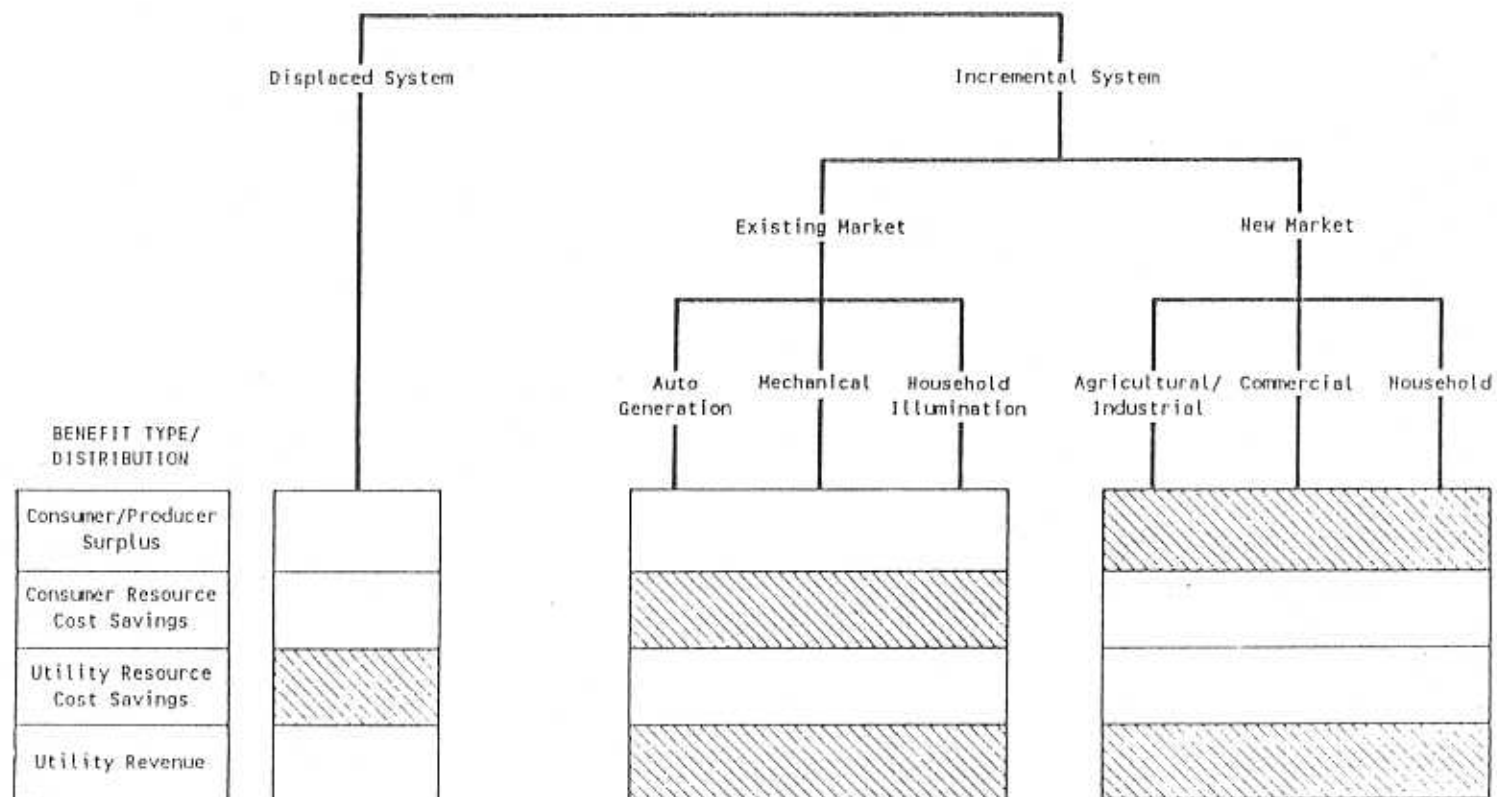 Displaced System
Incremental System
Existing Market
New Market
Auto
Generation
Mechanical
Household
Illumination
Agricultural/
Industrial
Commercial
Household
BENEFIT TYPE/
DISTRIBUTION
Consumer/Producer
Surplus
Consumer Resource
Cost Savings
Utility Resource
Cost Savings
Utility Revenue